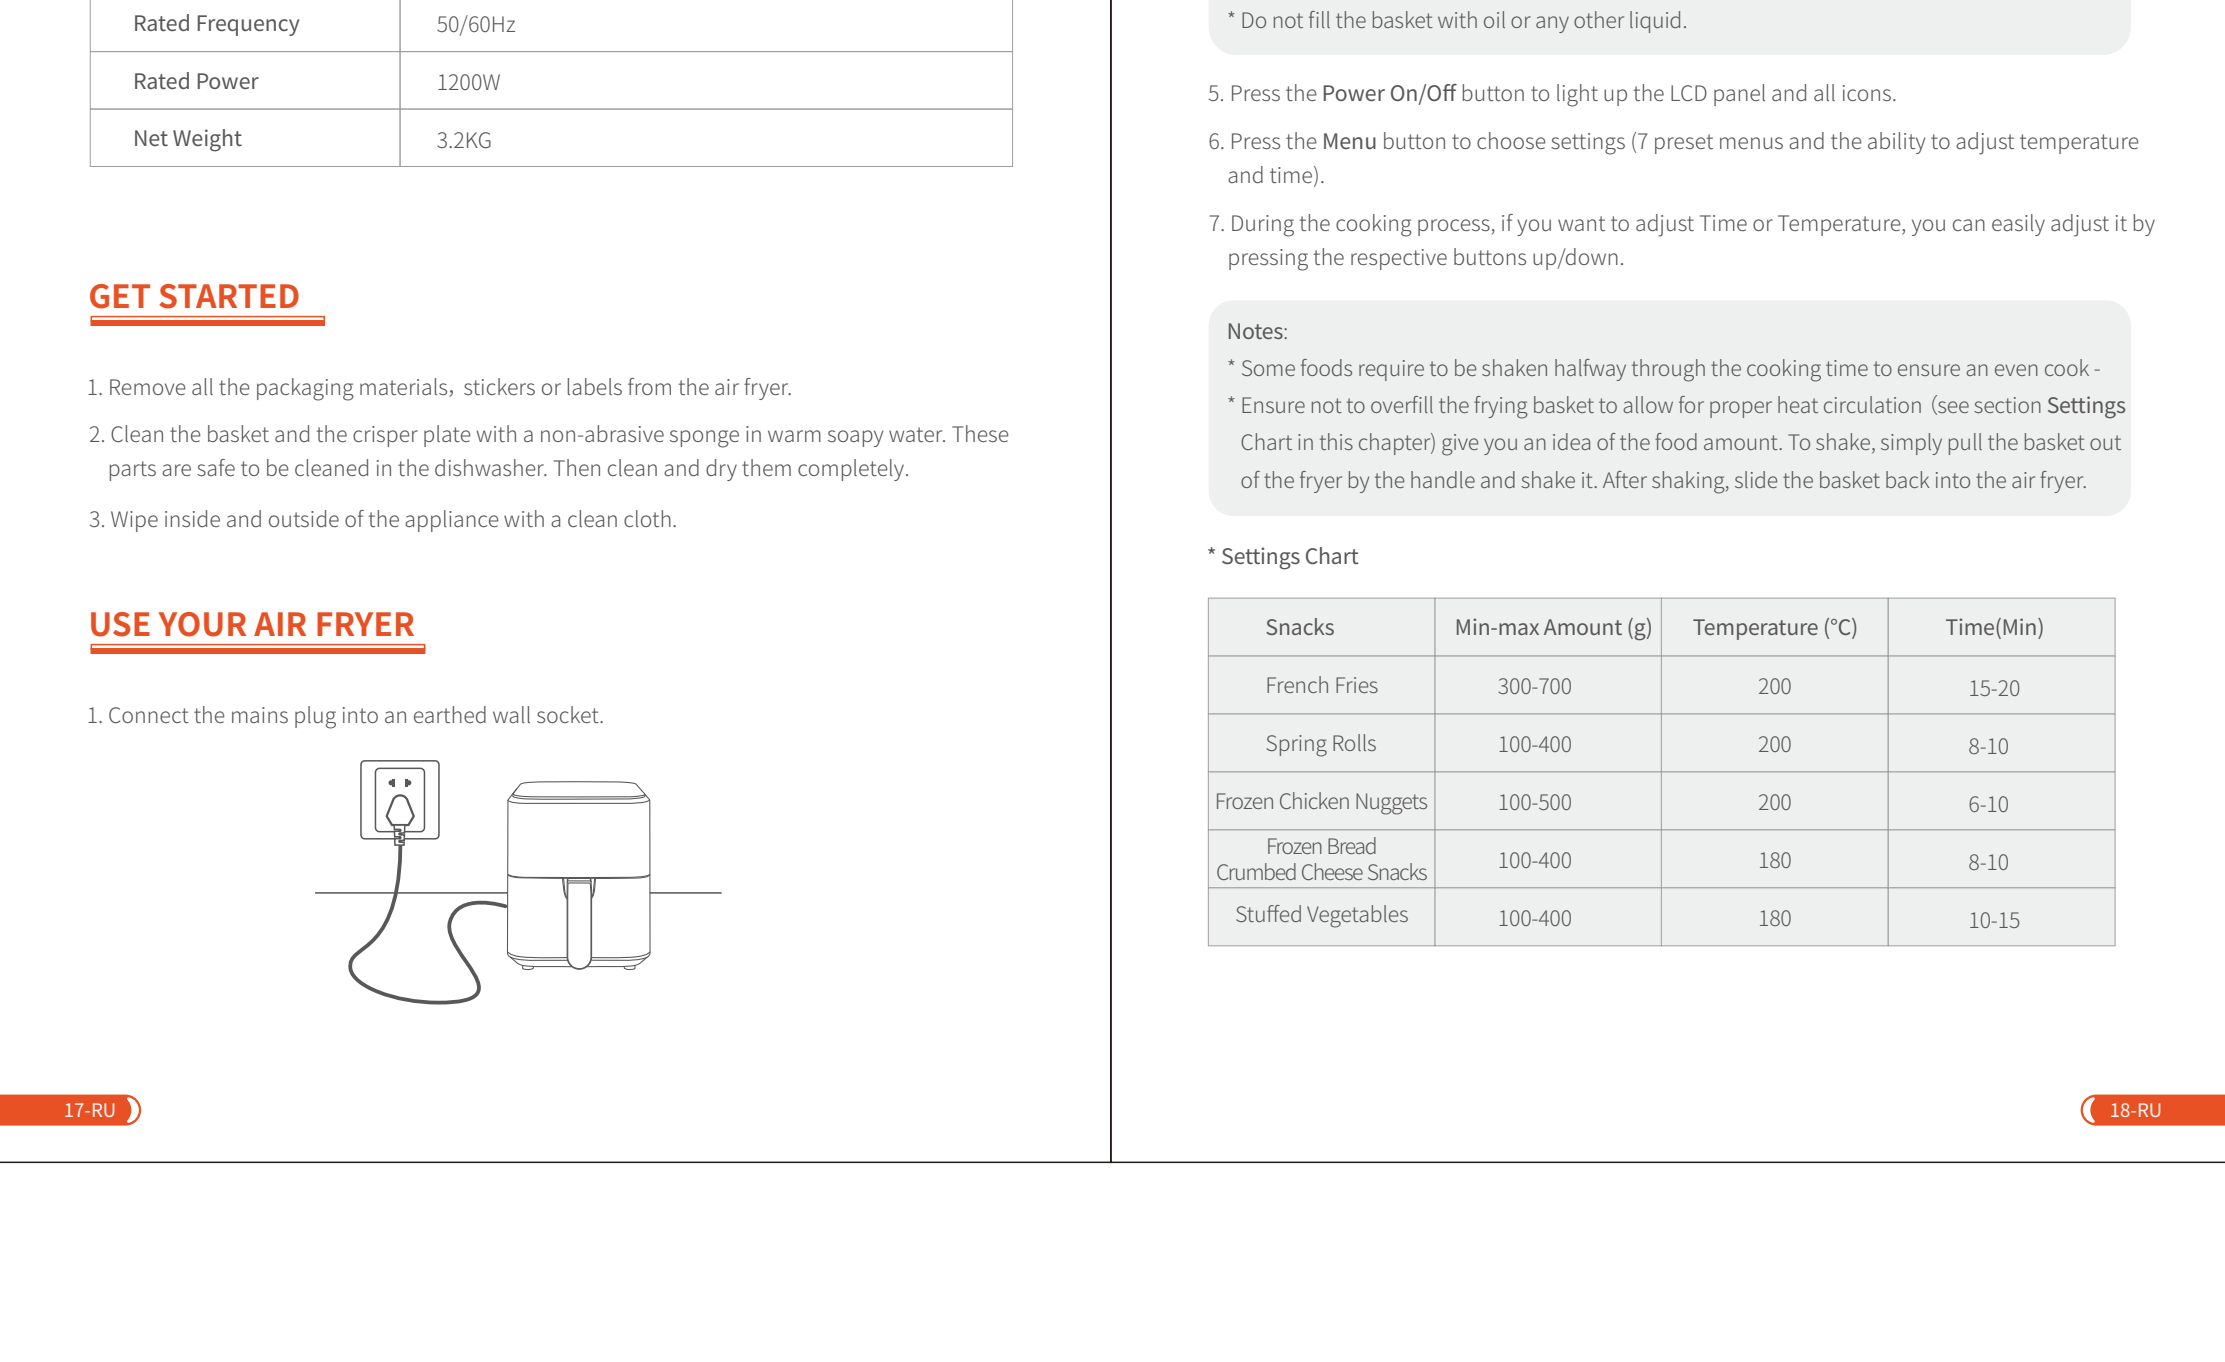 Rated Frequency 50/60Hz
Rated Power 1200W
Net Weight 3.2KG
GET STARTED
1. Remove all the packaging materials，stickers or labels from the air fryer.
2. Clean the basket and the crisper plate with a non-abrasive sponge in warm soapy water. These
parts are safe to be cleaned in the dishwasher. Then clean and dry them completely.
3. Wipe inside and outside of the appliance with a clean cloth.
USE YOUR AIR FRYER
1. Connect the mains plug into an earthed wall socket.
17-RU
* Do not fill the basket with oil or any other liquid.
5. Press the Power On/Off button to light up the LCD panel and all icons.
6. Press the Menu button to choose settings (7 preset menus and the ability to adjust temperature
and time).
7. During the cooking process, if you want to adjust Time or Temperature, you can easily adjust it by
pressing the respective buttons up/down.
Notes:
* Some foods require to be shaken halfway through the cooking time to ensure an even cook -
* Ensure not to overfill the frying basket to allow for proper heat circulation（see section Settings
Chart in this chapter) give you an idea of the food amount. To shake, simply pull the basket out
of the fryer by the handle and shake it. After shaking, slide the basket back into the air fryer.
* Settings Chart
Snacks Min-max Amount (g) Temperature (°C) Time(Min)
French Fries 300-700 200 15-20
Spring Rolls 100-400 200 8-10
Frozen Chicken Nuggets 100-500 200 6-10
Frozen Bread
Crumbed Cheese Snacks 100-400 180 8-10
Stuffed Vegetables 100-400 180 10-15
18-RU